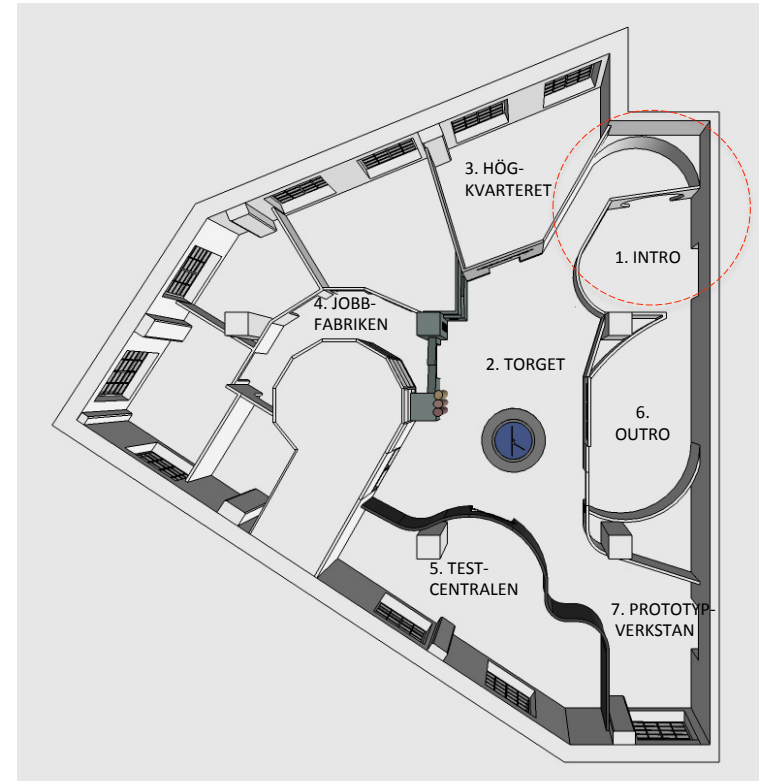 3. HÖG-
KVARTERET
1. INTRO
4. JOBB-
FABRIKEN
2. TORGET
6.
OUTRO
5. TEST-
CENTRALEN
7. PROTOTYP-
VERKSTAN